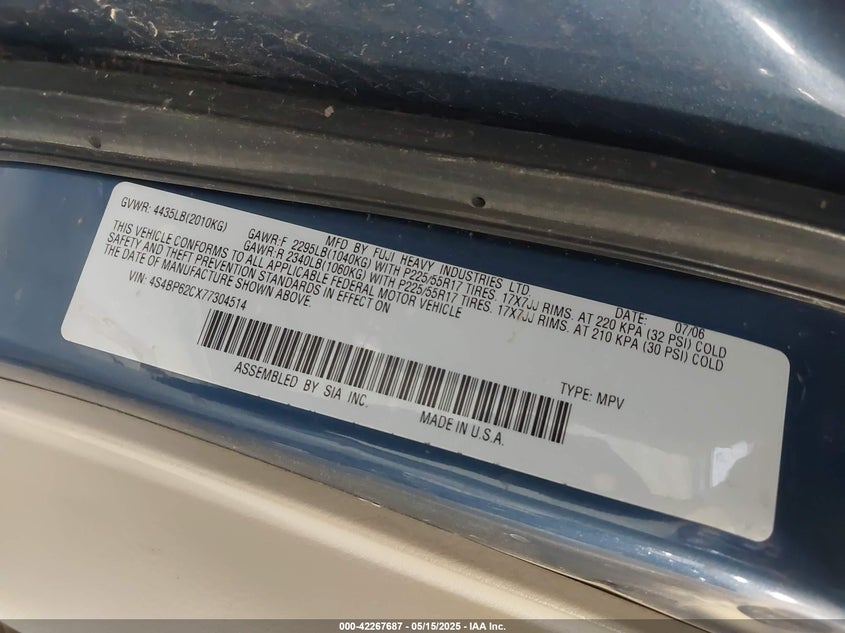 MFD BY FUJI HEAVY INDUSTRIES LTD. DATE: 07/06
GVWR: 4435LB(2010KG) GAWR:F 2295LB(1040KG) WITH P225/55R17 TIRES. 17X7JJ RIMS. AT 220 KPA (32 PSI) COLD
GAWR:R 2340LB(1060KG) WITH P225/55R17 TIRES. 17X7JJ RIMS. AT 210 KPA (30 PSI) COLD
THIS VEHICLE CONFORMS TO ALL APPLICABLE FEDERAL MOTOR VEHICLE
SAFETY AND THEFT PREVENTION STANDARDS IN EFFECT ON
THE DATE OF MANUFACTURE SHOWN ABOVE.
VIN: 4S4BP62CX77304514 TYPE: MPV
ASSEMBLED BY SIA INC. MADE IN U.S.A.
000-42267687 - 05/15/2025 - IAA Inc.